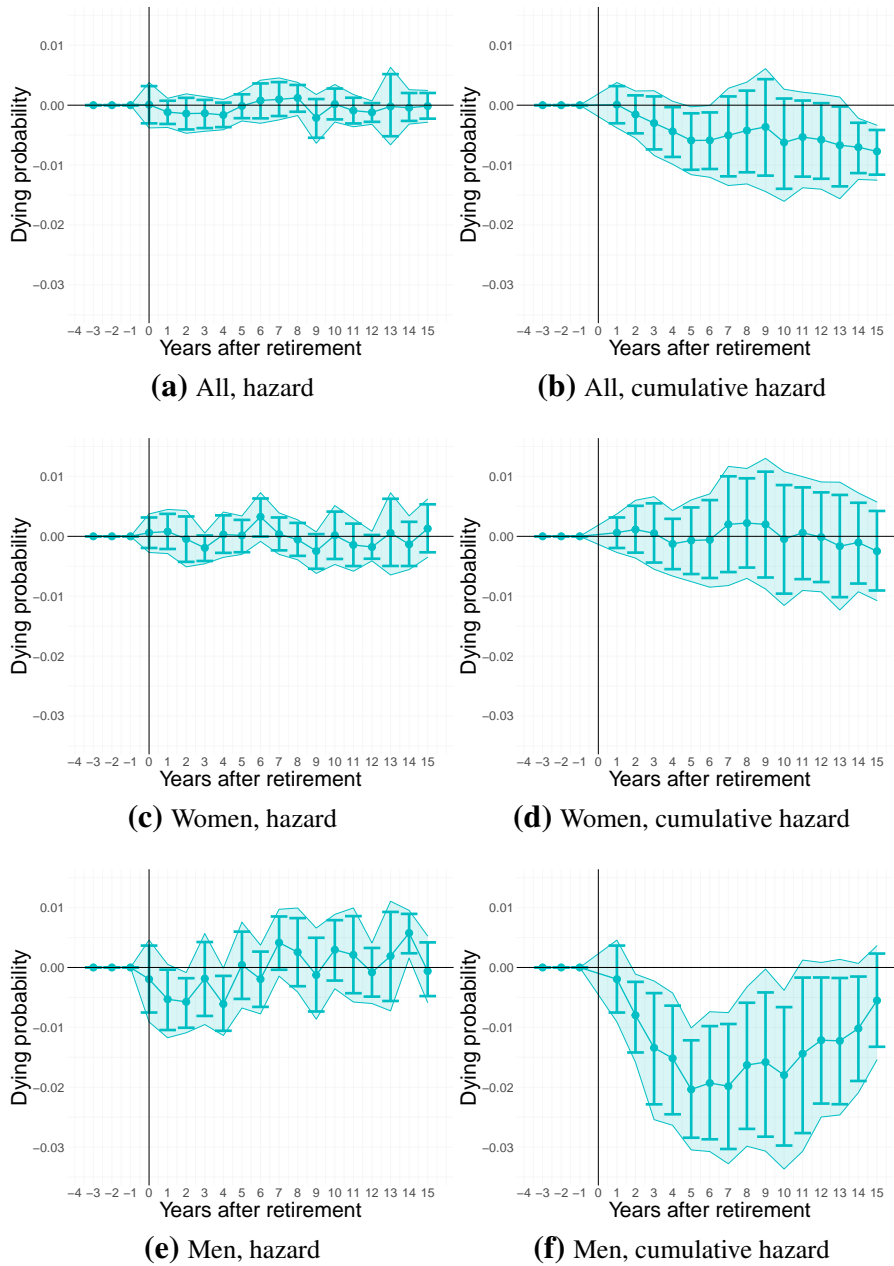 0.01
0.00
−0.01
−0.02
−0.03
Dying probability
−4 −3 −2 −1 0 1 2 3 4 5 6 7 8 9 10 11 12 13 14 15
Years after retirement
(a) All, hazard
0.01
0.00
−0.01
−0.02
−0.03
Dying probability
−4 −3 −2 −1 0 1 2 3 4 5 6 7 8 9 10 11 12 13 14 15
Years after retirement
(b) All, cumulative hazard
0.01
0.00
−0.01
−0.02
−0.03
Dying probability
−4 −3 −2 −1 0 1 2 3 4 5 6 7 8 9 10 11 12 13 14 15
Years after retirement
(c) Women, hazard
0.01
0.00
−0.01
−0.02
−0.03
Dying probability
−4 −3 −2 −1 0 1 2 3 4 5 6 7 8 9 10 11 12 13 14 15
Years after retirement
(d) Women, cumulative hazard
0.01
0.00
−0.01
−0.02
−0.03
Dying probability
−4 −3 −2 −1 0 1 2 3 4 5 6 7 8 9 10 11 12 13 14 15
Years after retirement
(e) Men, hazard
0.01
0.00
−0.01
−0.02
−0.03
Dying probability
−4 −3 −2 −1 0 1 2 3 4 5 6 7 8 9 10 11 12 13 14 15
Years after retirement
(f) Men, cumulative hazard